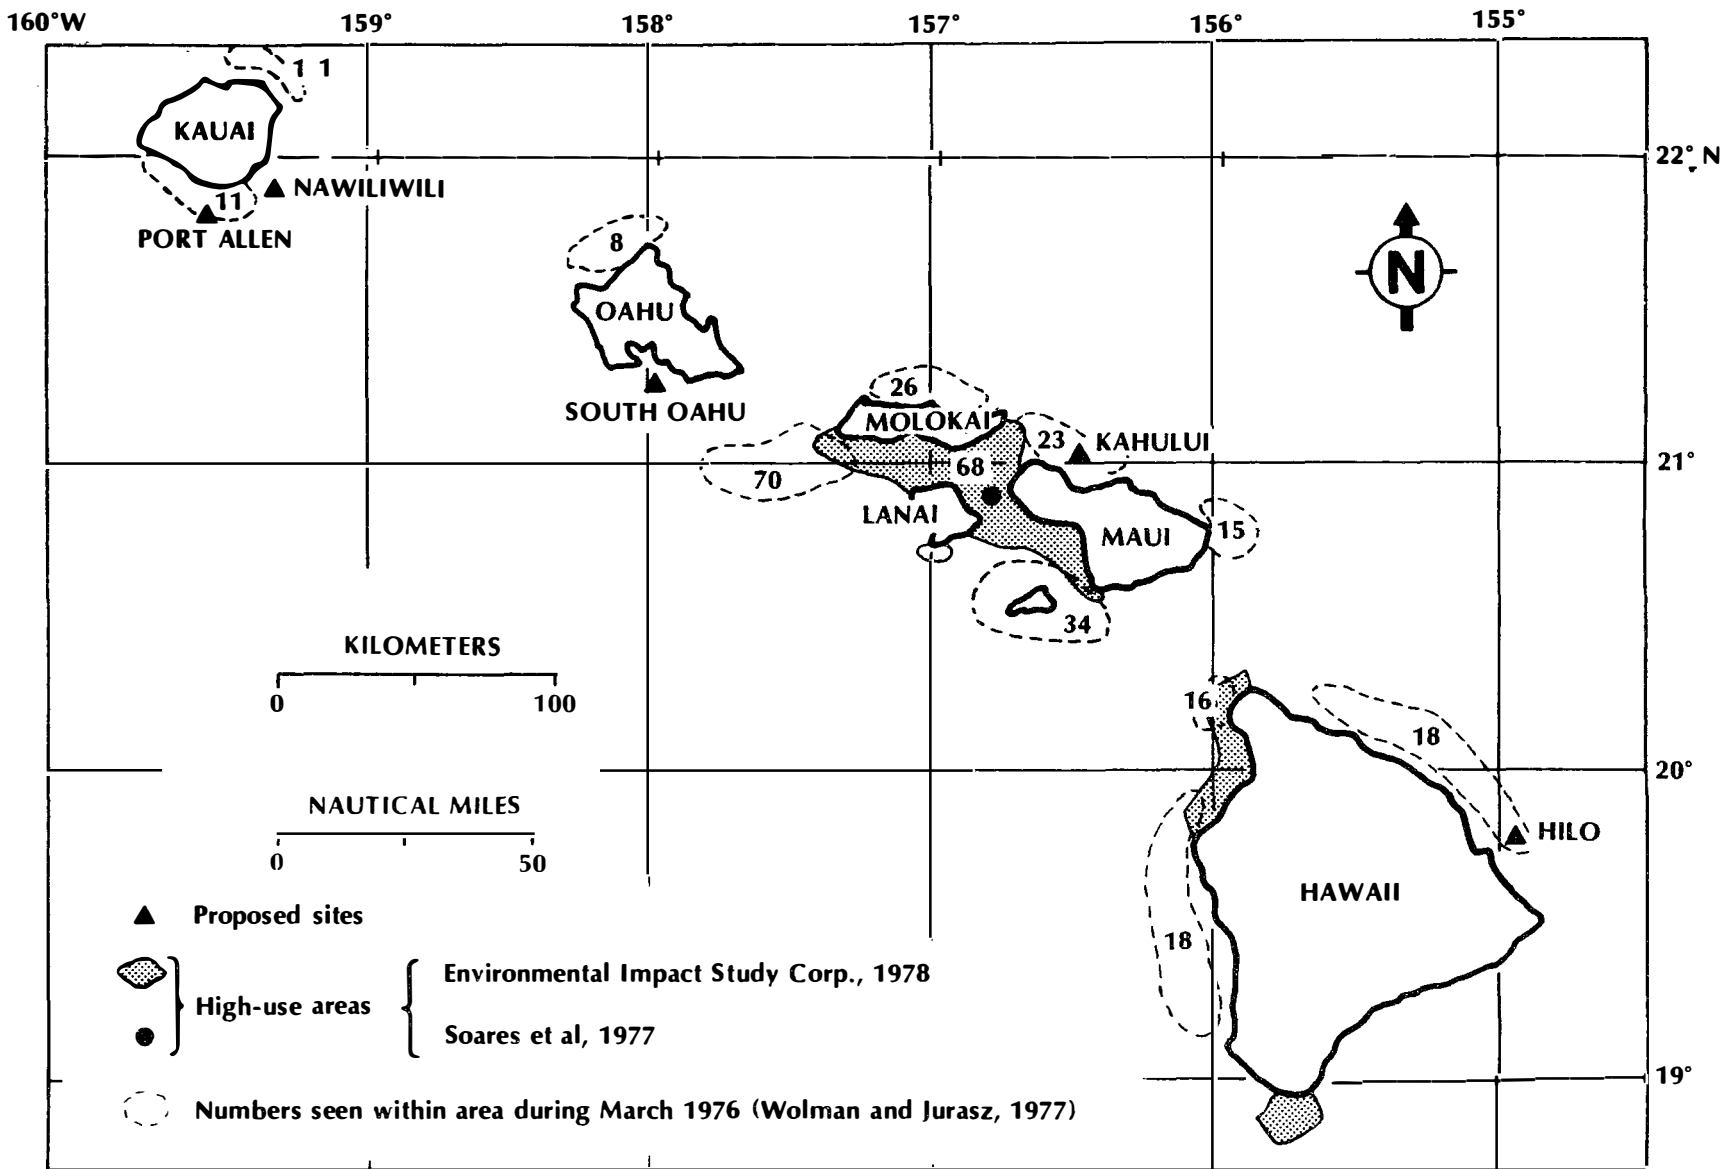 160°W 159° 158° 157° 156° 155°
1 1
KAUAI
22° N
NAWILIWILI
11
PORT ALLEN
8
N
OAHU
SOUTH OAHU
26
MOLOKAI
23
KAHULUI
68
21°
70
LANAI
MAUI
15
34
KILOMETERS
0 100
16
18
20°
NAUTICAL MILES
0 50
HILO
HAWAII
18
Proposed sites
Environmental Impact Study Corp., 1978
High-use areas
Soares et al, 1977
19°
Numbers seen within area during March 1976 (Wolman and Jurasz, 1977)